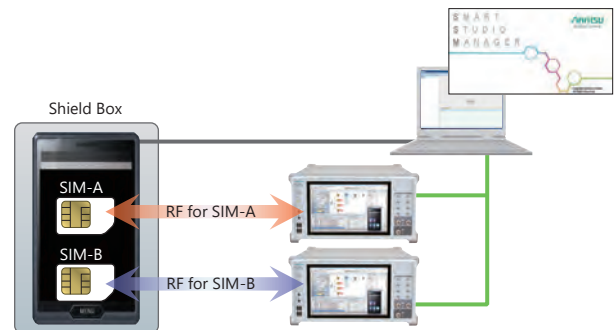 SMART
STUDIO
MANAGER
Anritsu
Shield Box
SIM-A
RF for SIM-A
SIM-B
RF for SIM-B
MENU